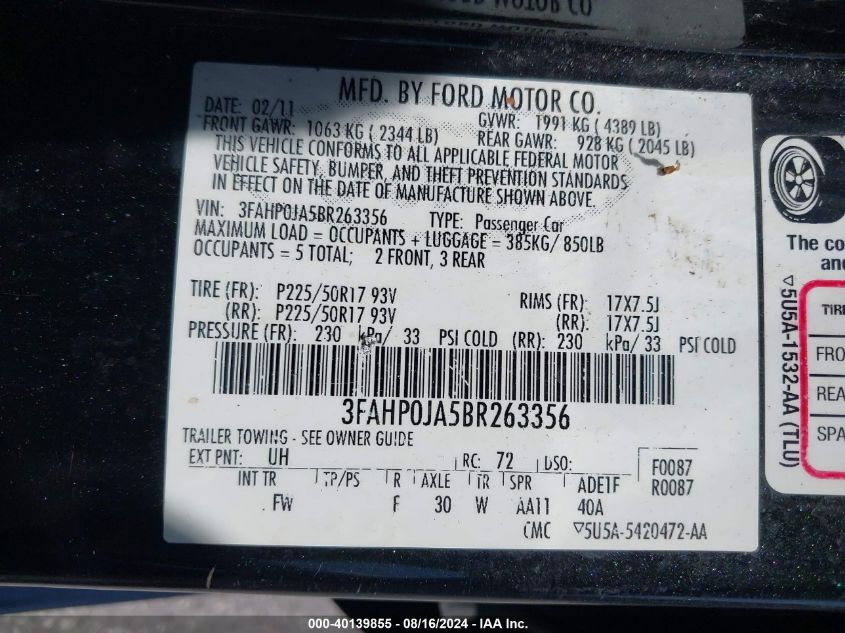 FORD MOTOR CO
MFD. BY FORD MOTOR CO.
DATE: 02/11 GVWR: 1991 KG ( 4389 LB)
FRONT GAWR: 1063 KG ( 2344 LB) REAR GAWR: 928 KG ( 2045 LB)
THIS VEHICLE CONFORMS TO ALL APPLICABLE FEDERAL MOTOR
VEHICLE SAFETY, BUMPER, AND THEFT PREVENTION STANDARDS
IN EFFECT ON THE DATE OF MANUFACTURE SHOWN ABOVE.
VIN: 3FAHP0JA5BR263356 TYPE: Passenger Car
MAXIMUM LOAD = OCCUPANTS + LUGGAGE = 385KG/ 850LB
OCCUPANTS = 5 TOTAL; 2 FRONT, 3 REAR
TIRE (FR): P225/50R17 93V RIMS (FR): 17X7.5J
(RR): P225/50R17 93V (RR): 17X7.5J
PRESSURE (FR): 230 kPa/ 33 PSI COLD (RR): 230 kPa/ 33 PSI COLD
3FAHP0JA5BR263356
TRAILER TOWING - SEE OWNER GUIDE
EXT PNT: UH RC: 72 DSO: F0087
R0087
INT TR TP/PS R AXLE TR SPR ADE1F
FW F 30 W AA11 40A
CMC ▽5U5A-5420472-AA
The
and
TIRE
FRO
REA
SPA
▽5U5A-1532-AA (TLU)
000-40139855 - 08/16/2024 - IAAI.com